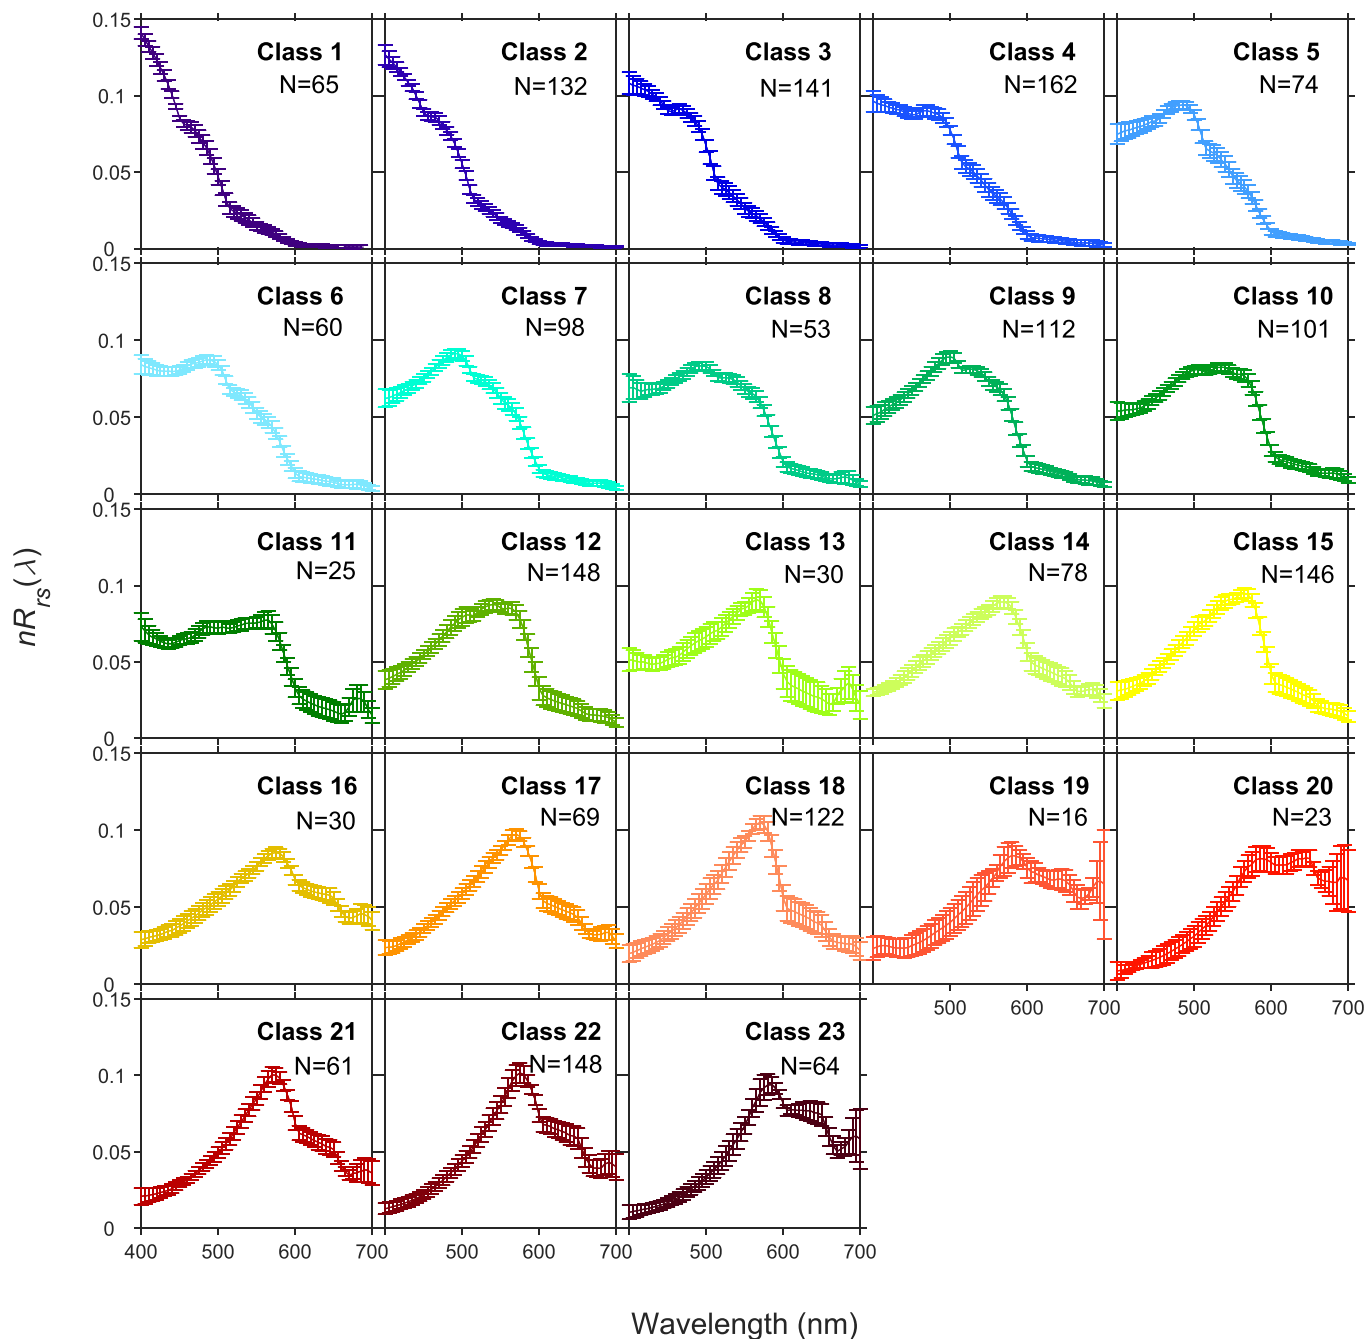 0.15
0.1
0.05
0
Class 1
N=65
Class 2
N=132
Class 3
N=141
Class 4
N=162
Class 5
N=74
0.15
0.1
0.05
0
Class 6
N=60
Class 7
N=98
Class 8
N=53
Class 9
N=112
Class 10
N=101
nRrs(λ)
0.15
0.1
0.05
0
Class 11
N=25
Class 12
N=148
Class 13
N=30
Class 14
N=78
Class 15
N=146
0.15
0.1
0.05
0
Class 16
N=30
Class 17
N=69
Class 18
N=122
Class 19
N=16
Class 20
N=23
500 600 700
500 600 700
0.15
0.1
0.05
0
Class 21
N=61
Class 22
N=148
Class 23
N=64
400 500 600 700
500 600 700
500 600 700
Wavelength (nm)